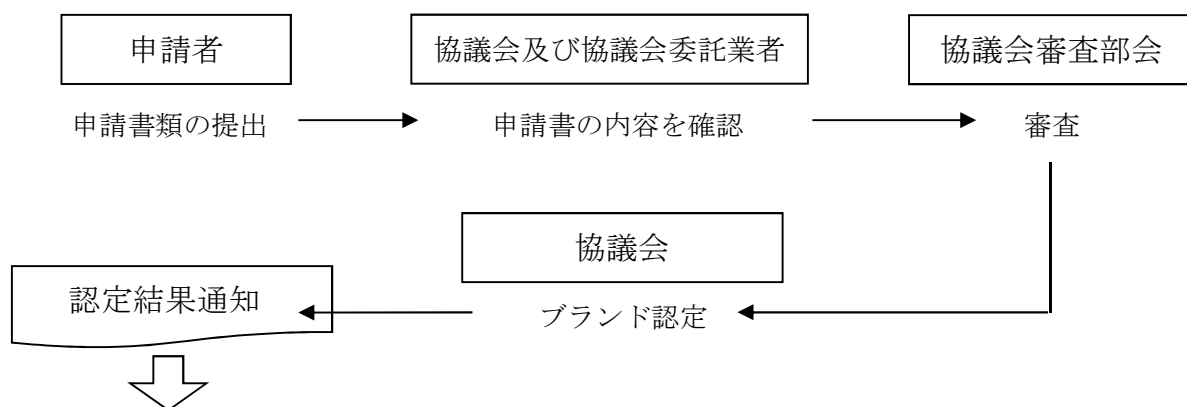 申請者
協議会及び協議会委託業者
協議会審査部会
申請書類の提出
申請書の内容を確認
審査
協議会
認定結果通知
ブランド認定